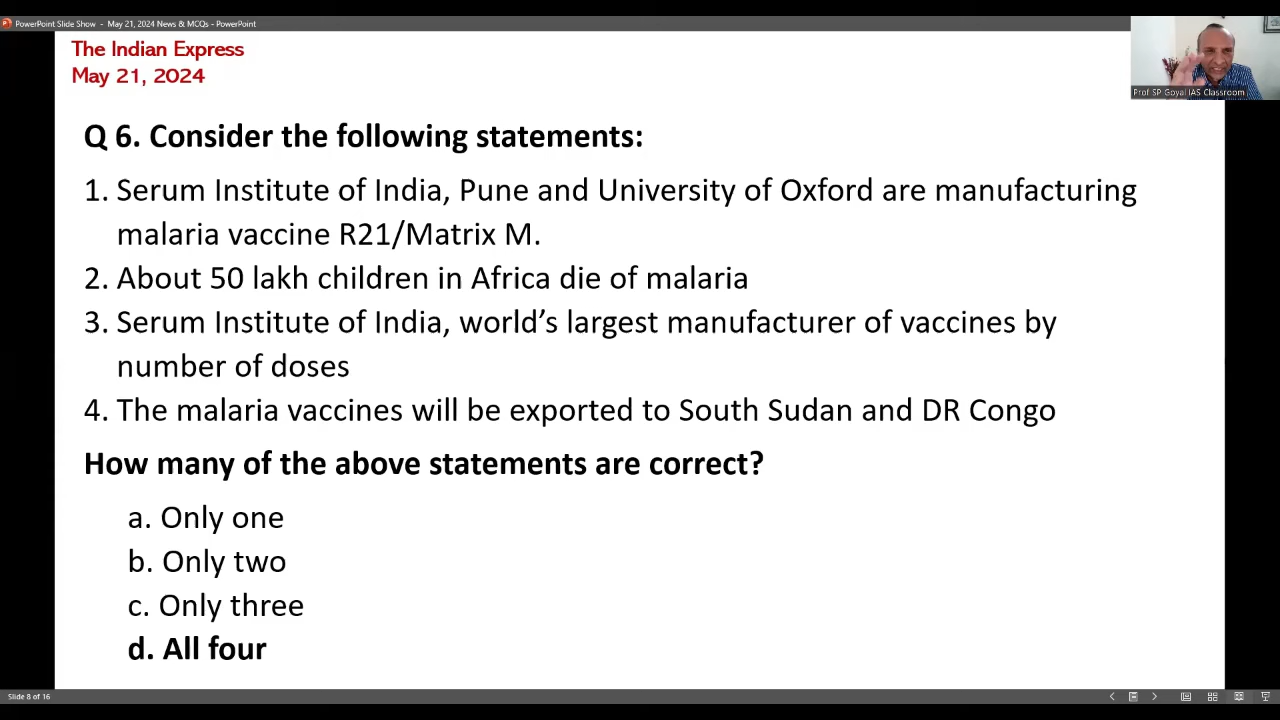 PowerPoint Slide Show - May 21, 2024 News & MCQs - PowerPoint
The Indian Express
May 21, 2024
Prof SP Goyal IAS Classroom
Q 6. Consider the following statements:
1. Serum Institute of India, Pune and University of Oxford are manufacturing
malaria vaccine R21/Matrix M.
2. About 50 lakh children in Africa die of malaria
3. Serum Institute of India, world’s largest manufacturer of vaccines by
number of doses
4. The malaria vaccines will be exported to South Sudan and DR Congo
How many of the above statements are correct?
a. Only one
b. Only two
c. Only three
d. All four
Slide 8 of 16